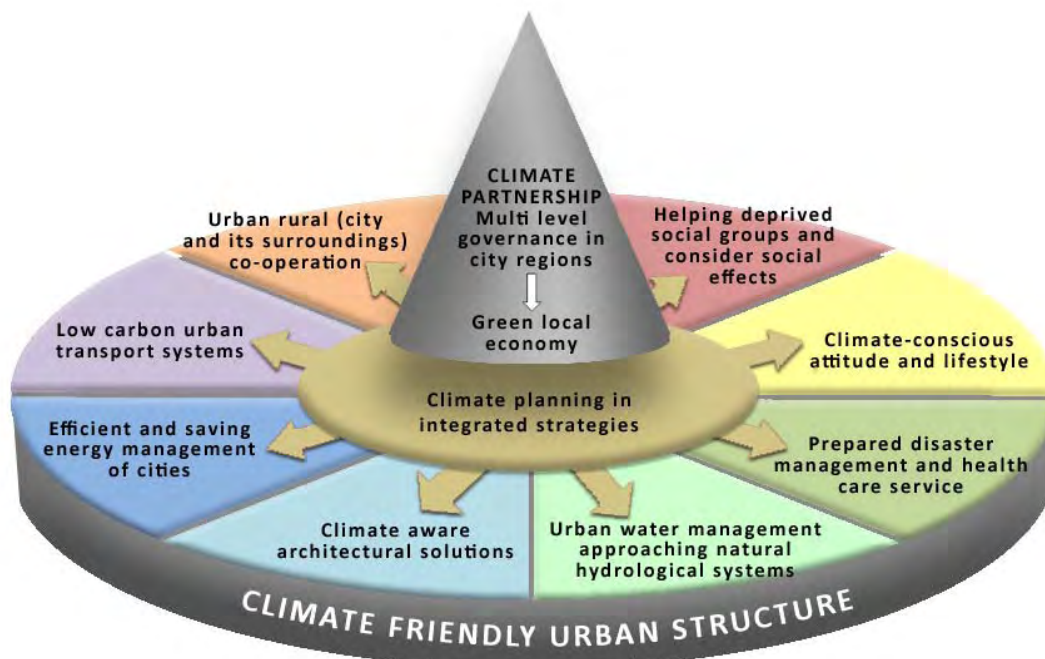 CLIMATE
PARTNERSHIP
Multi level
governance in
city regions
Green local
economy
Urban rural (city
and its surroundings)
co-operation
Helping deprived
social groups and
consider social
effects
Low carbon urban
transport systems
Climate-conscious
attitude and lifestyle
Climate planning in
integrated strategies
Efficient and saving
energy management
of cities
Prepared disaster
management and health
care service
Climate aware
architectural solutions
Urban water management
approaching natural
hydrological systems
CLIMATE FRIENDLY URBAN STRUCTURE